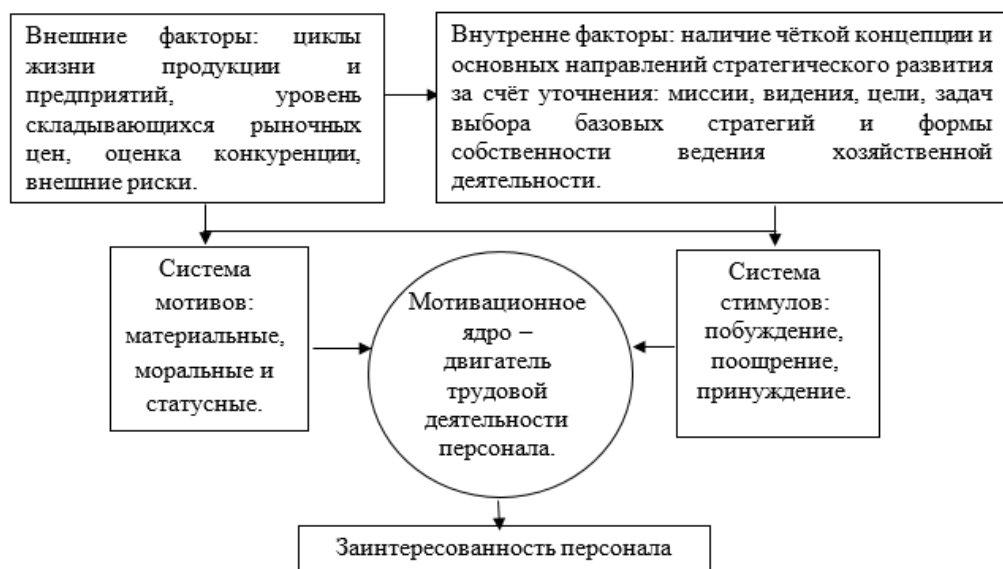 Внешние факторы: циклы
жизни продукции и
предприятий, уровень
складывающихся рыночных
цен, оценка конкуренции,
внешние риски.
Внутренне факторы: наличие чёткой концепции и
основных направлений стратегического развития
за счёт уточнения: миссии, видения, цели, задач
выбора базовых стратегий и формы
собственности ведения хозяйственной
деятельности.
Система
мотивов:
материальные,
моральные и
статусные.
Мотивационное
ядро –
двигатель
трудовой
деятельности
персонала.
Система
стимулов:
побуждение,
поощрение,
принуждение.
Заинтересованность персонала